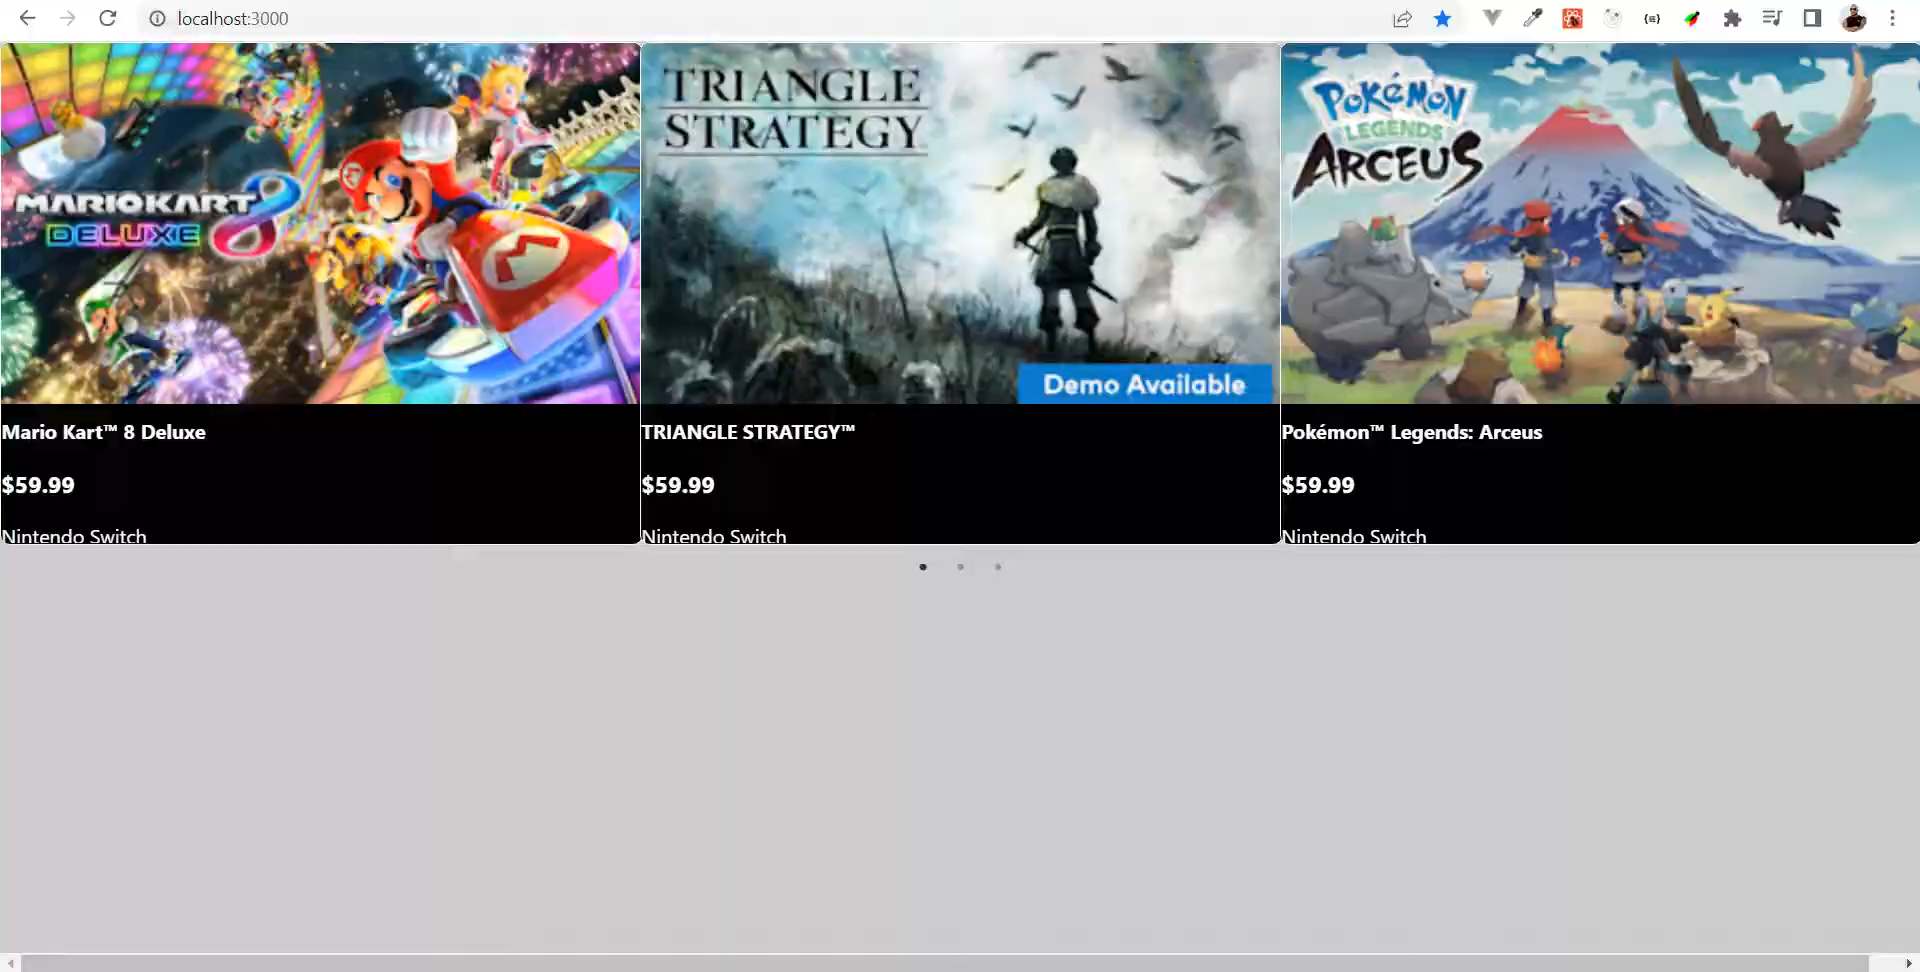 localhost:3000
MARIOKART 8
DELUXE
TRIANGLE
STRATEGY
Demo Available
POKéMON
LEGENDS
ARCEUS
Mario Kart™ 8 Deluxe
$59.99
Nintendo Switch
TRIANGLE STRATEGY™
$59.99
Nintendo Switch
Pokémon™ Legends: Arceus
$59.99
Nintendo Switch